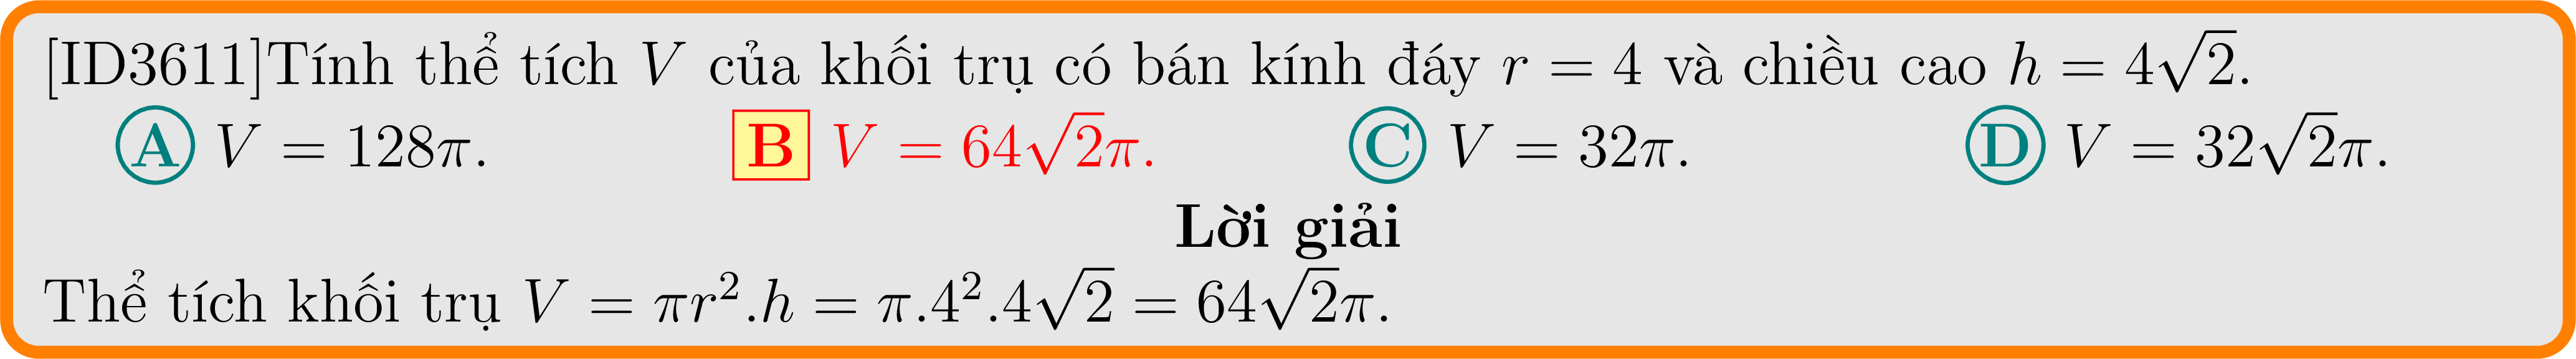 [ID3611]Tính thể tích V của khối trụ có bán kính đáy r = 4 và chiều cao h = 4√2.
A V = 128π. B V = 64√2π. C V = 32π. D V = 32√2π.
Lời giải
Thể tích khối trụ V = πr².h = π.4².4√2 = 64√2π.